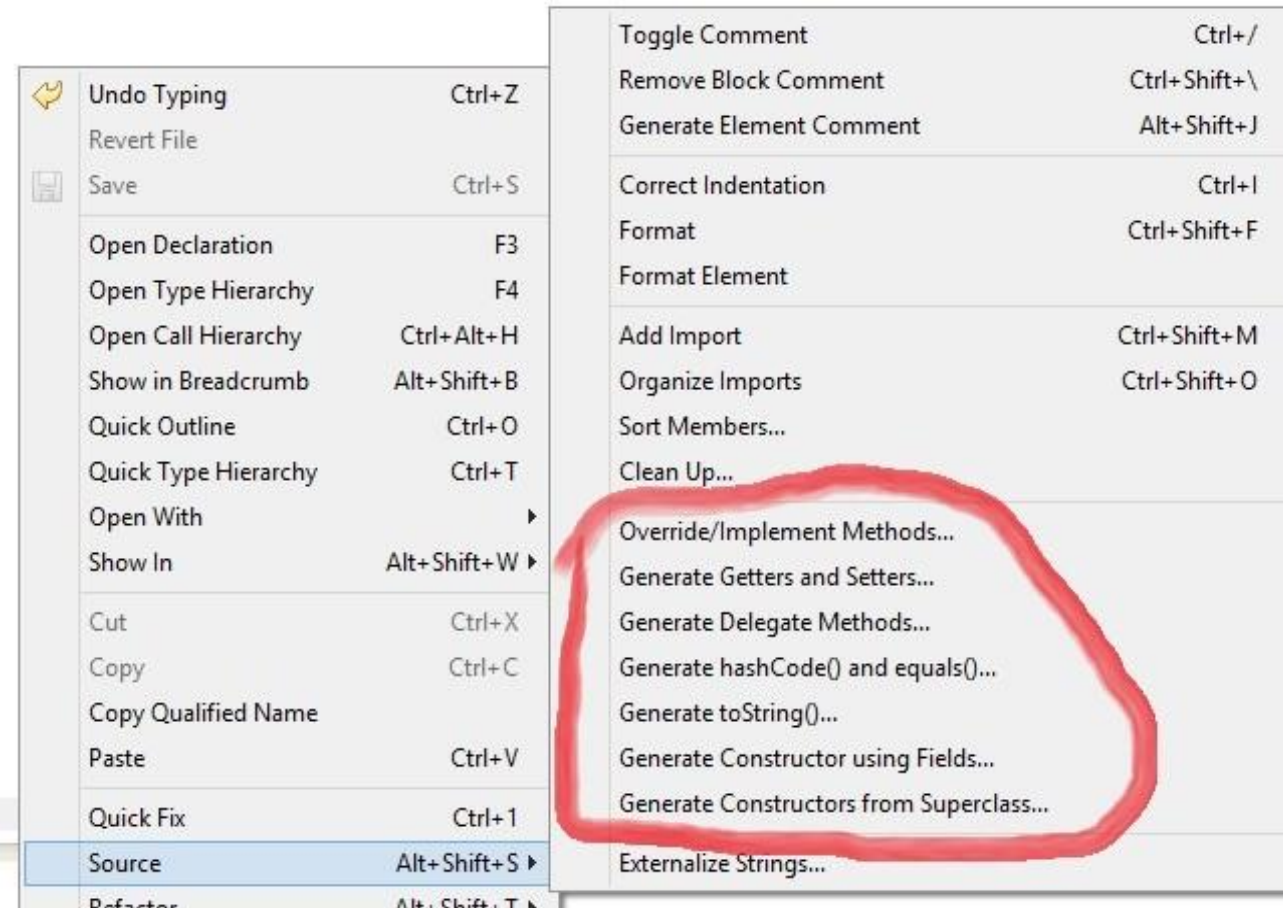 Undo Typing Ctrl+Z
Revert File
Save Ctrl+S
Open Declaration F3
Open Type Hierarchy F4
Open Call Hierarchy Ctrl+Alt+H
Show in Breadcrumb Alt+Shift+B
Quick Outline Ctrl+O
Quick Type Hierarchy Ctrl+T
Open With
Show In Alt+Shift+W
Cut Ctrl+X
Copy Ctrl+C
Copy Qualified Name
Paste Ctrl+V
Quick Fix Ctrl+1
Source Alt+Shift+S
Refactor Alt+Shift+T
Toggle Comment Ctrl+/
Remove Block Comment Ctrl+Shift+\
Generate Element Comment Alt+Shift+J
Correct Indentation Ctrl+I
Format Ctrl+Shift+F
Format Element
Add Import Ctrl+Shift+M
Organize Imports Ctrl+Shift+O
Sort Members...
Clean Up...
Override/Implement Methods...
Generate Getters and Setters...
Generate Delegate Methods...
Generate hashCode() and equals()...
Generate toString()...
Generate Constructor using Fields...
Generate Constructors from Superclass...
Externalize Strings...